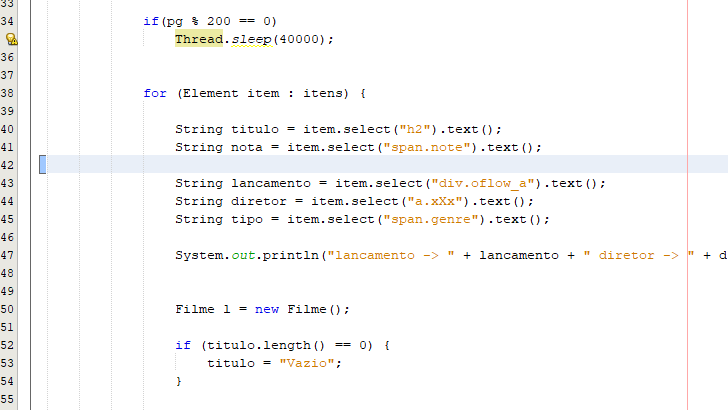 33
34 if(pg % 200 == 0)
Thread.sleep(40000);
36
37
38 for (Element item : itens) {
39
40 String titulo = item.select("h2").text();
41 String nota = item.select("span.note").text();
42
43 String lancamento = item.select("div.oflow_a").text();
44 String diretor = item.select("a.xXx").text();
45 String tipo = item.select("span.genre").text();
46
47 System.out.println("lancamento -> " + lancamento + " diretor -> " + d
48
49
50 Filme l = new Filme();
51
52 if (titulo.length() == 0) {
53 titulo = "Vazio";
54 }
55